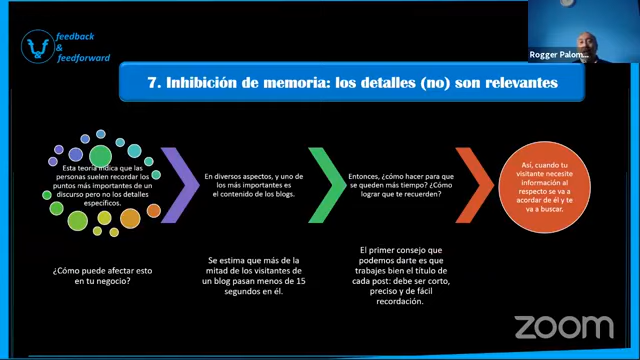 feedback
&
feedforward
Rogger Palom...
7. Inhibición de memoria: los detalles (no) son relevantes
Esta teoría indica que las
personas suelen recordar los
puntos más importantes de un
discurso pero no los detalles
específicos.
En diversos aspectos, y uno de
los más importantes es
el contenido de los blogs.
Entonces, ¿cómo hacer para que
se queden más tiempo? ¿Cómo
lograr que te recuerden?
Así, cuando tu
visitante necesite
información al
respecto se va a
acordar de él y te
va a buscar.
¿Cómo puede afectar esto
en tu negocio?
Se estima que más de la
mitad de los visitantes de
un blog pasan menos de 15
segundos en él.
El primer consejo que
podemos darte es que
trabajes bien el título de
cada post: debe ser corto,
preciso y de fácil
recordación.
zoom